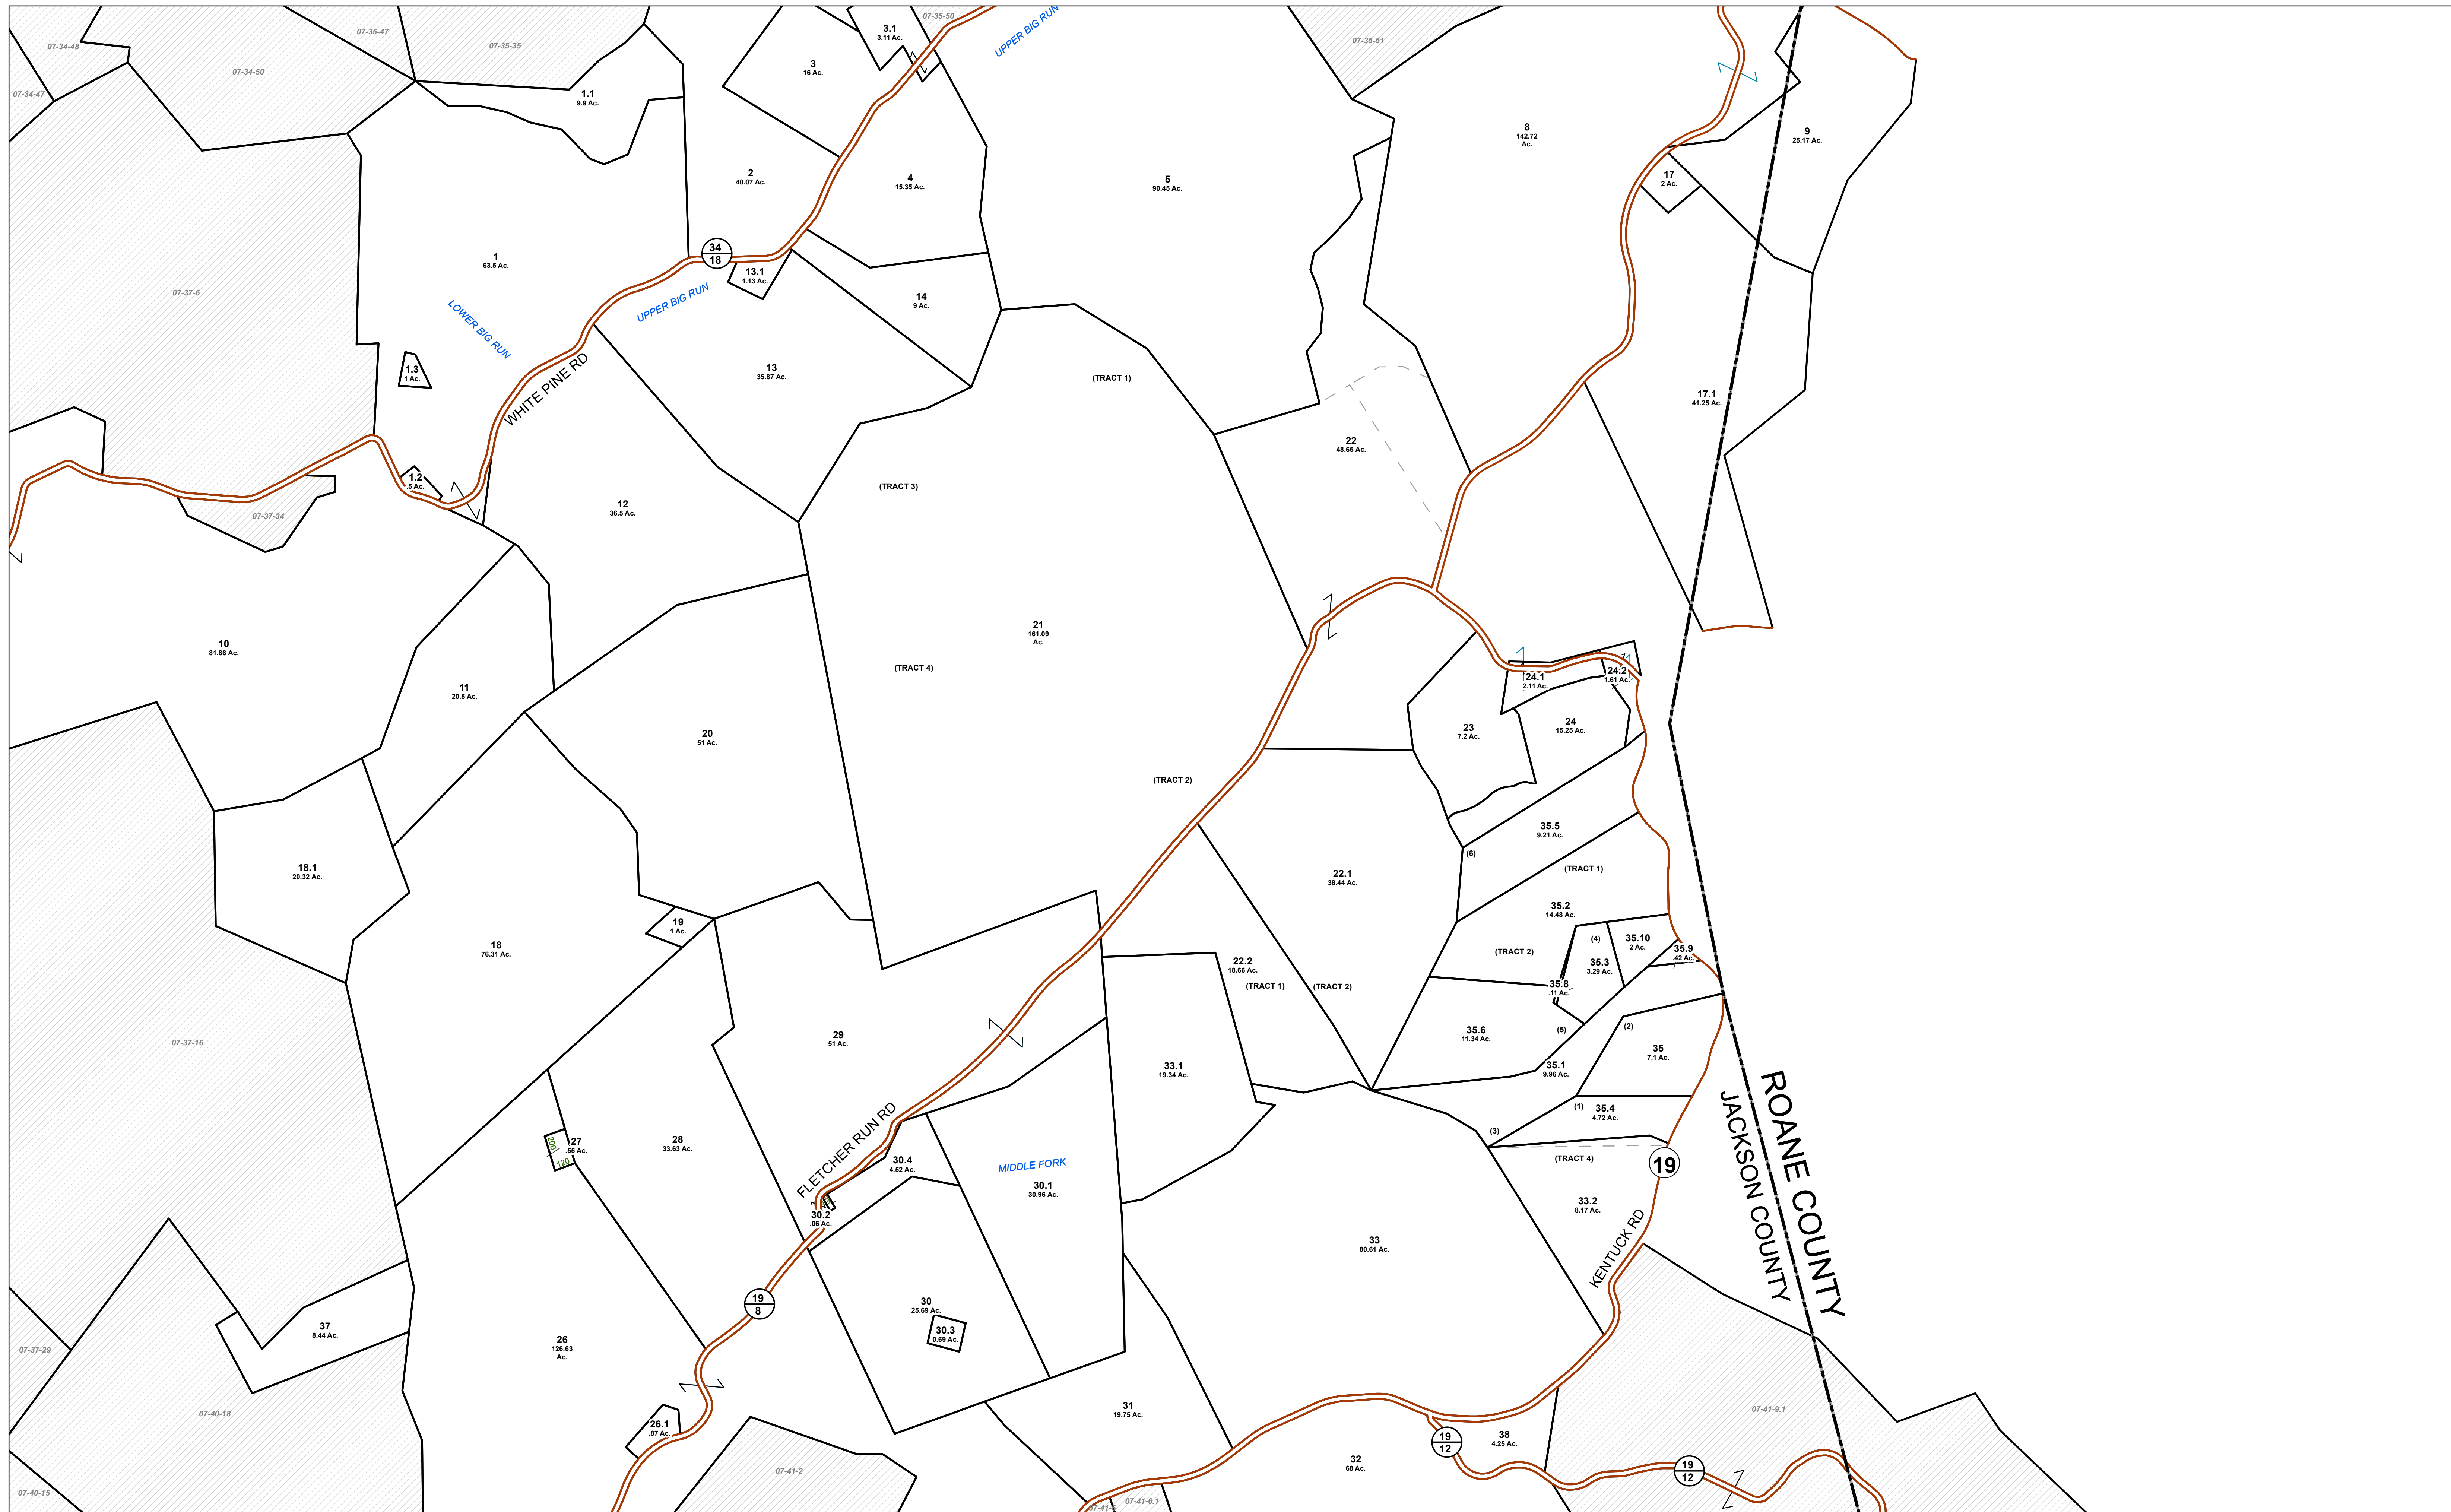 07-35-50
3.1
3.11 Ac.
UPPER BIG RUN
07-35-47
07-35-35
07-34-48
07-35-51
3
16 Ac.
07-34-50
07-34-47
1.1
9.9 Ac.
8
142.72
Ac.
9
25.17 Ac.
2
40.07 Ac.
4
15.35 Ac.
5
90.45 Ac.
17
2 Ac.
34
18
1
63.5 Ac.
13.1
1.13 Ac.
07-37-6
UPPER BIG RUN
14
9 Ac.
LOWER BIG RUN
1.3
1 Ac.
WHITE PINE RD
13
35.87 Ac.
(TRACT 1)
17.1
41.25 Ac.
22
48.65 Ac.
1.2
.5 Ac.
(TRACT 3)
12
36.5 Ac.
07-37-34
21
161.09
Ac.
10
81.86 Ac.
(TRACT 4)
24.1
2.11 Ac.
24.2
1.61 Ac.
11
20.5 Ac.
23
7.2 Ac.
24
15.25 Ac.
20
51 Ac.
(TRACT 2)
35.5
9.21 Ac.
(6)
18.1
20.32 Ac.
22.1
38.44 Ac.
(TRACT 1)
35.2
14.48 Ac.
19
1 Ac.
18
76.31 Ac.
(4)
35.10
2 Ac.
35.9
.42 Ac.
(TRACT 2)
35.3
3.29 Ac.
22.2
18.66 Ac.
(TRACT 1)
(TRACT 2)
35.8
.11 Ac.
07-37-16
29
51 Ac.
35.6
11.34 Ac.
(5)
(2)
35
7.1 Ac.
33.1
19.34 Ac.
35.1
9.96 Ac.
(1)
35.4
4.72 Ac.
(3)
ROANE COUNTY
JACKSON COUNTY
27
.55 Ac.
200
120
28
33.63 Ac.
FLETCHER RUN RD
30.4
4.52 Ac.
MIDDLE FORK
30.1
30.96 Ac.
(TRACT 4)
19
33.2
8.17 Ac.
30.2
.06 Ac.
33
80.61 Ac.
KENTUCK RD
19
8
30
25.69 Ac.
30.3
0.69 Ac.
37
8.44 Ac.
07-37-29
26
126.63
Ac.
07-40-18
26.1
.87 Ac.
31
19.75 Ac.
07-41-9.1
19
12
38
4.25 Ac.
32
68 Ac.
19
12
07-41-2
07-40-15
07-41-6.1